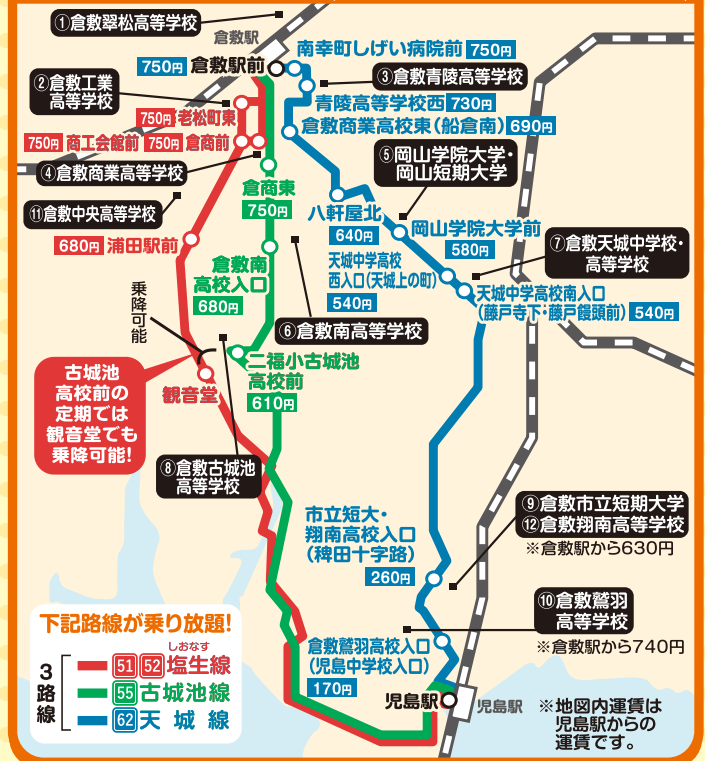 ①倉敷翠松高等学校
倉敷駅
750円 倉敷駅前
南幸町しげい病院前 750円
②倉敷工業
高等学校
③倉敷青陵高等学校
青陵高等学校西 730円
750円 老松町東
倉敷商業高校東(船倉南) 690円
750円 商工会館前 750円 倉商前
④倉敷商業高等学校
⑤岡山学院大学・
岡山短期大学
倉商東
750円
⑪倉敷中央高等学校
八軒屋北
640円
岡山学院大学前
580円
680円 浦田駅前
⑦倉敷天城中学校・
高等学校
倉敷南
高校入口
680円
天城中学高校
西入口(天城上の町)
540円
乗降可能
天城中学高校南入口
(藤戸寺下・藤戸饅頭前) 540円
⑥倉敷南高等学校
二福小古城池
高校前
610円
古城池
高校前の
定期では
観音堂でも
乗降可能!
観音堂
⑧倉敷古城池
高等学校
⑨倉敷市立短期大学
⑫倉敷翔南高等学校
※倉敷駅から630円
市立短大・
翔南高校入口
(稗田十字路)
260円
⑩倉敷鷲羽
高等学校
※倉敷駅から740円
倉敷鷲羽高校入口
(児島中学校入口)
170円
下記路線が乗り放題!
3路線
しおなす
51 52 塩生線
55 古城池線
62 天城線
児島駅
児島駅
※地図内運賃は
児島駅からの
運賃です。